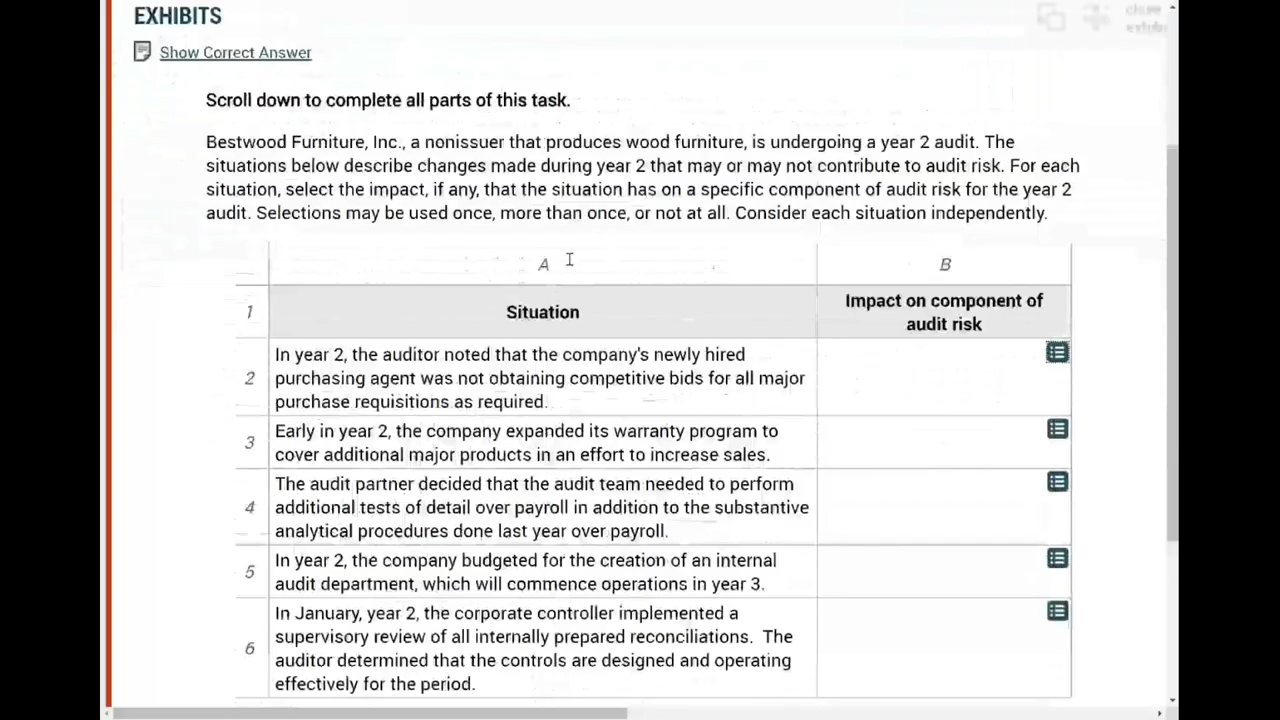 EXHIBITS
Show Correct Answer
Scroll down to complete all parts of this task.
Bestwood Furniture, Inc., a nonissuer that produces wood furniture, is undergoing a year 2 audit. The
situations below describe changes made during year 2 that may or may not contribute to audit risk. For each
situation, select the impact, if any, that the situation has on a specific component of audit risk for the year 2
audit. Selections may be used once, more than once, or not at all. Consider each situation independently.
A B
1 Situation Impact on component of
audit risk
2 In year 2, the auditor noted that the company's newly hired
purchasing agent was not obtaining competitive bids for all major
purchase requisitions as required.
3 Early in year 2, the company expanded its warranty program to
cover additional major products in an effort to increase sales.
4 The audit partner decided that the audit team needed to perform
additional tests of detail over payroll in addition to the substantive
analytical procedures done last year over payroll.
5 In year 2, the company budgeted for the creation of an internal
audit department, which will commence operations in year 3.
6 In January, year 2, the corporate controller implemented a
supervisory review of all internally prepared reconciliations. The
auditor determined that the controls are designed and operating
effectively for the period.